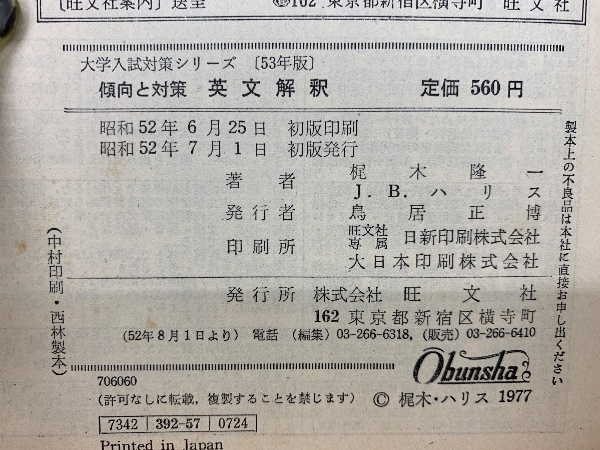 〔旺文社案内〕送呈 102 東京都新宿区横寺町 旺文社
大学入試対策シリーズ 〔53年版〕
傾向と対策 英文解釈 定価 560円
昭和52年 6月25日 初版印刷
昭和52年 7月 1日 初版発行
著者 梶木隆一
J.B.ハリス
発行者 鳥居正博
印刷所 旺文社専属 日新印刷株式会社
大日本印刷株式会社
発行所 株式会社 旺文社
162 東京都新宿区横寺町
(52年8月1日より) 電話 (編集) 03-266-6318, (販売) 03-266-6410
706060
Obunsha
(許可なしに転載, 複製することを禁じます) © 梶木・ハリス 1977
7342 392-57 0724
Printed in Japan
(中村印刷・西林製本)
製本上の不良品は本社に直接お申し出ください